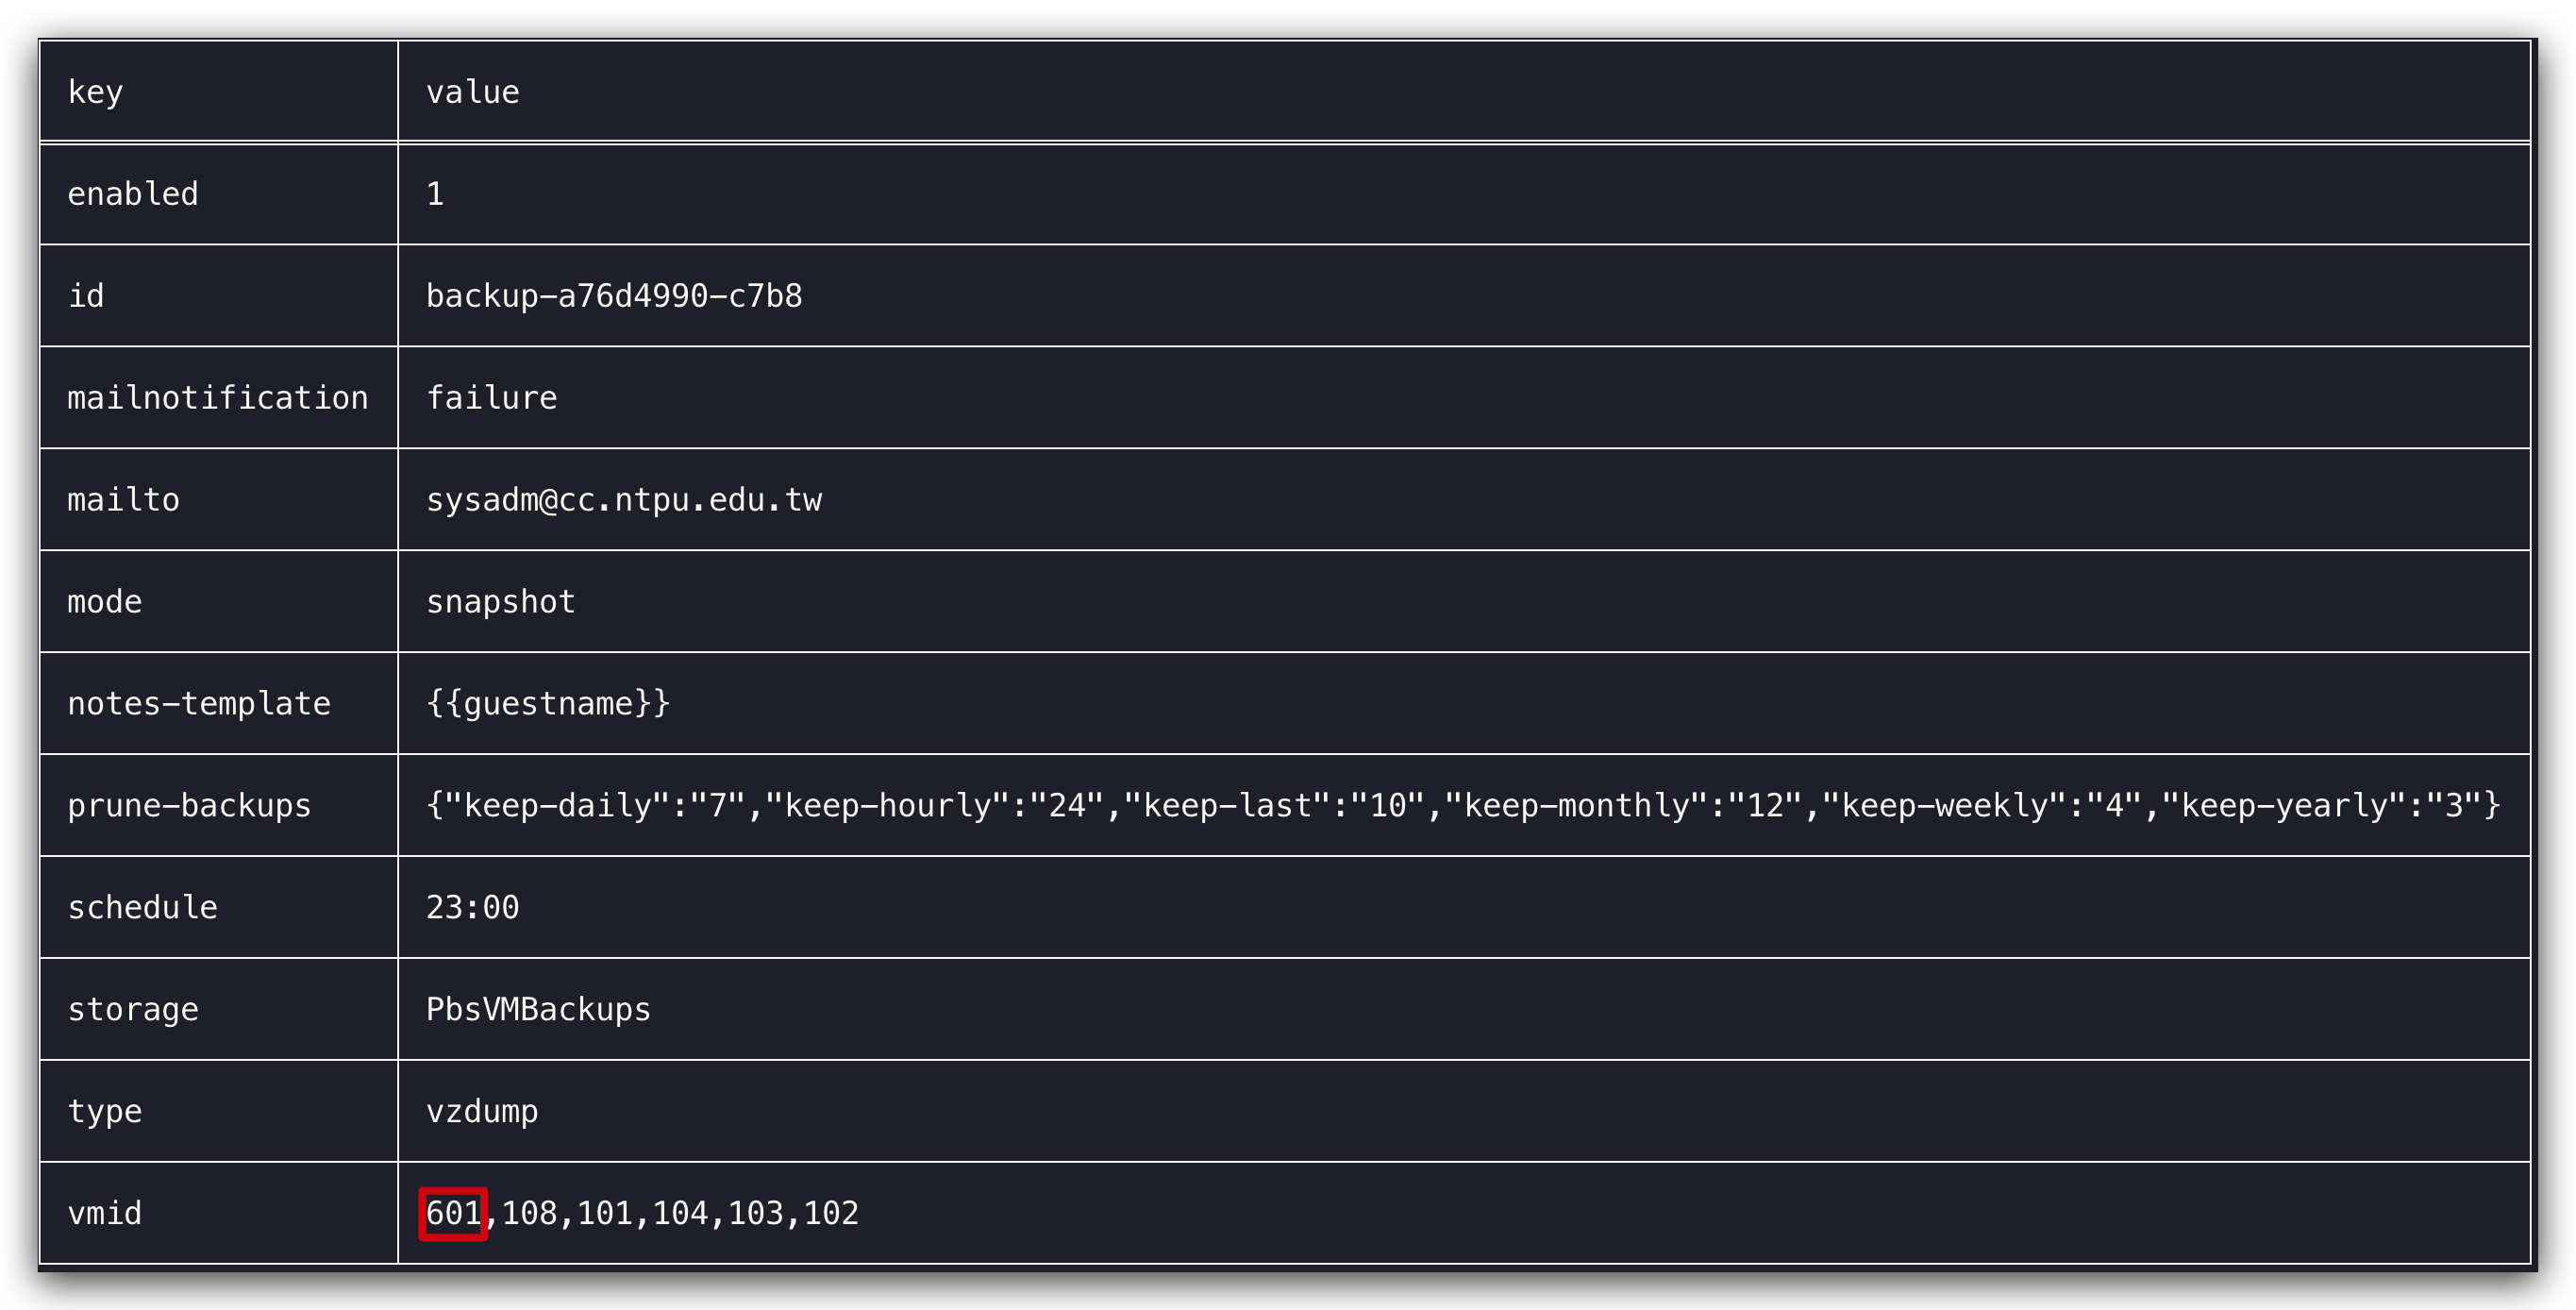 key value
enabled 1
id backup-a76d4990-c7b8
mailnotification failure
mailto sysadm@cc.ntpu.edu.tw
mode snapshot
notes-template {{guestname}}
prune-backups {"keep-daily":"7","keep-hourly":"24","keep-last":"10","keep-monthly":"12","keep-weekly":"4","keep-yearly":"3"}
schedule 23:00
storage PbsVMBackups
type vzdump
vmid 601,108,101,104,103,102